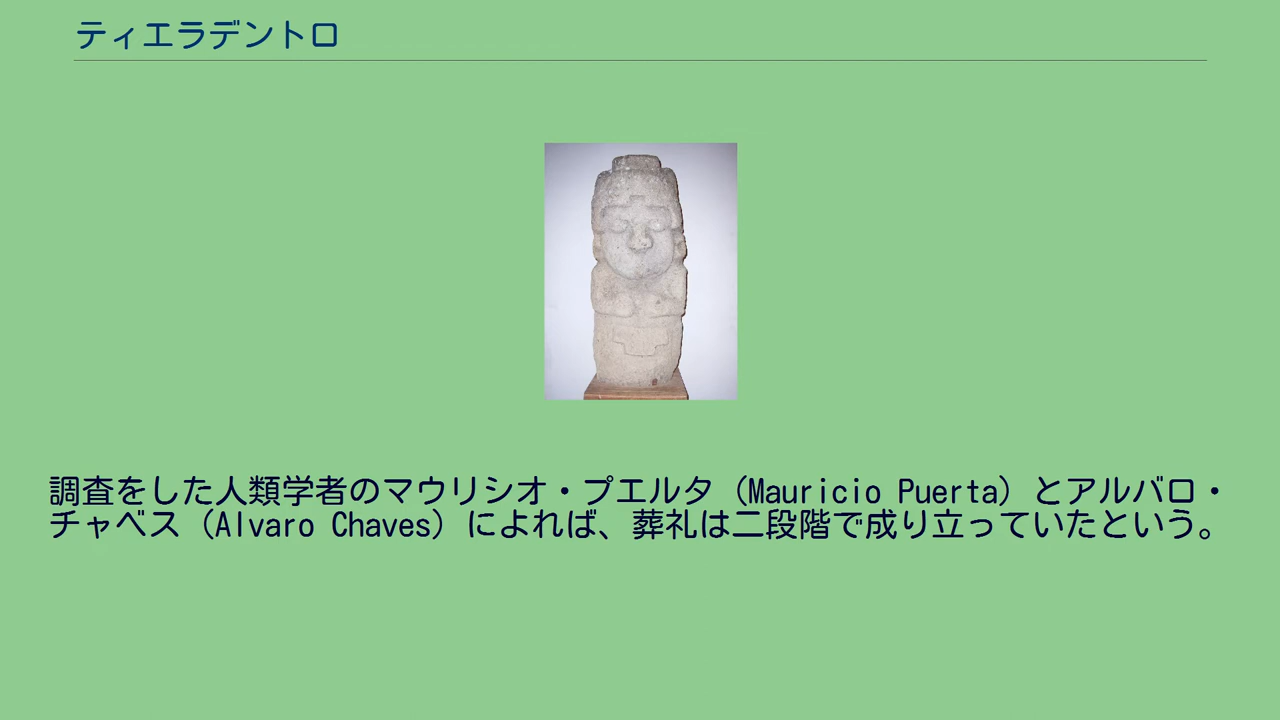 ティエラデントロ
調査をした人類学者のマウリシオ・プエルタ（Mauricio Puerta）とアルバロ・
チャベス（Alvaro Chaves）によれば、葬礼は二段階で成り立っていたという。